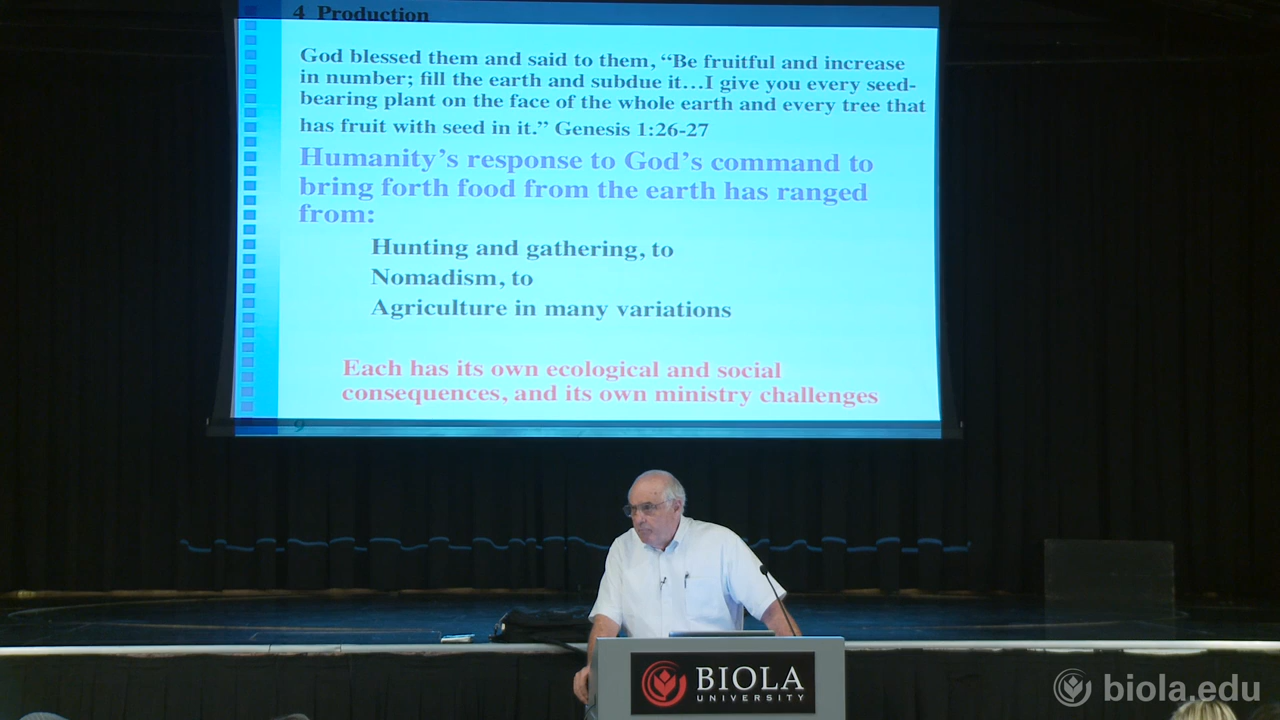 4 Production
God blessed them and said to them, “Be fruitful and increase
in number; fill the earth and subdue it…I give you every seed-
bearing plant on the face of the whole earth and every tree that
has fruit with seed in it.” Genesis 1:26-27
Humanity’s response to God’s command to
bring forth food from the earth has ranged
from:
Hunting and gathering, to
Nomadism, to
Agriculture in many variations
Each has its own ecological and social
consequences, and its own ministry challenges
9
BIOLA
UNIVERSITY
biola.edu